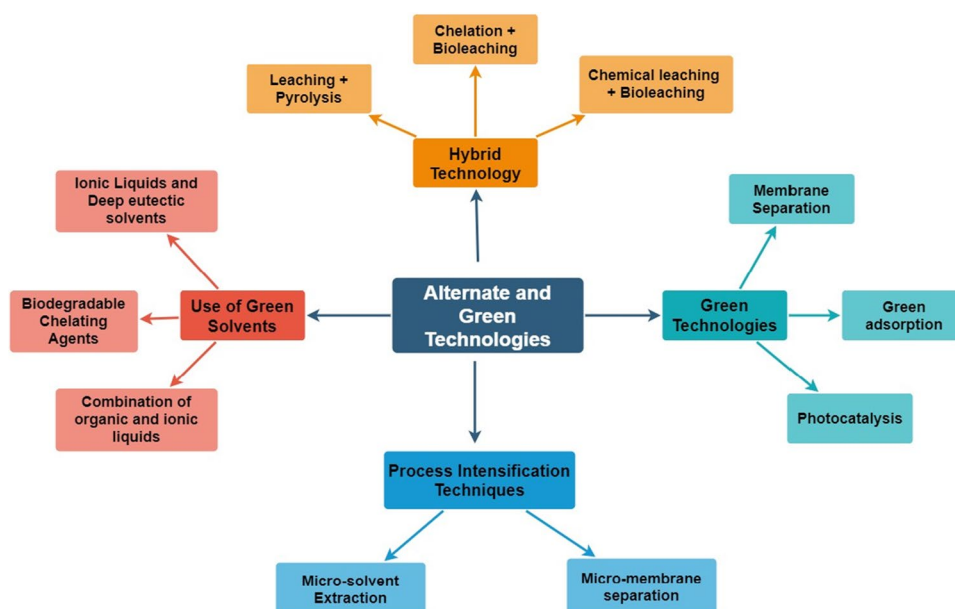 Chelation +
Bioleaching
Leaching +
Pyrolysis
Chemical leaching
+ Bioleaching
Hybrid
Technology
Ionic Liquids and
Deep eutectic
solvents
Membrane
Separation
Biodegradable
Chelating
Agents
Use of Green
Solvents
Alternate and
Green
Technologies
Green
Technologies
Green
adsorption
Combination of
organic and ionic
liquids
Photocatalysis
Process Intensification
Techniques
Micro-solvent
Extraction
Micro-membrane
separation